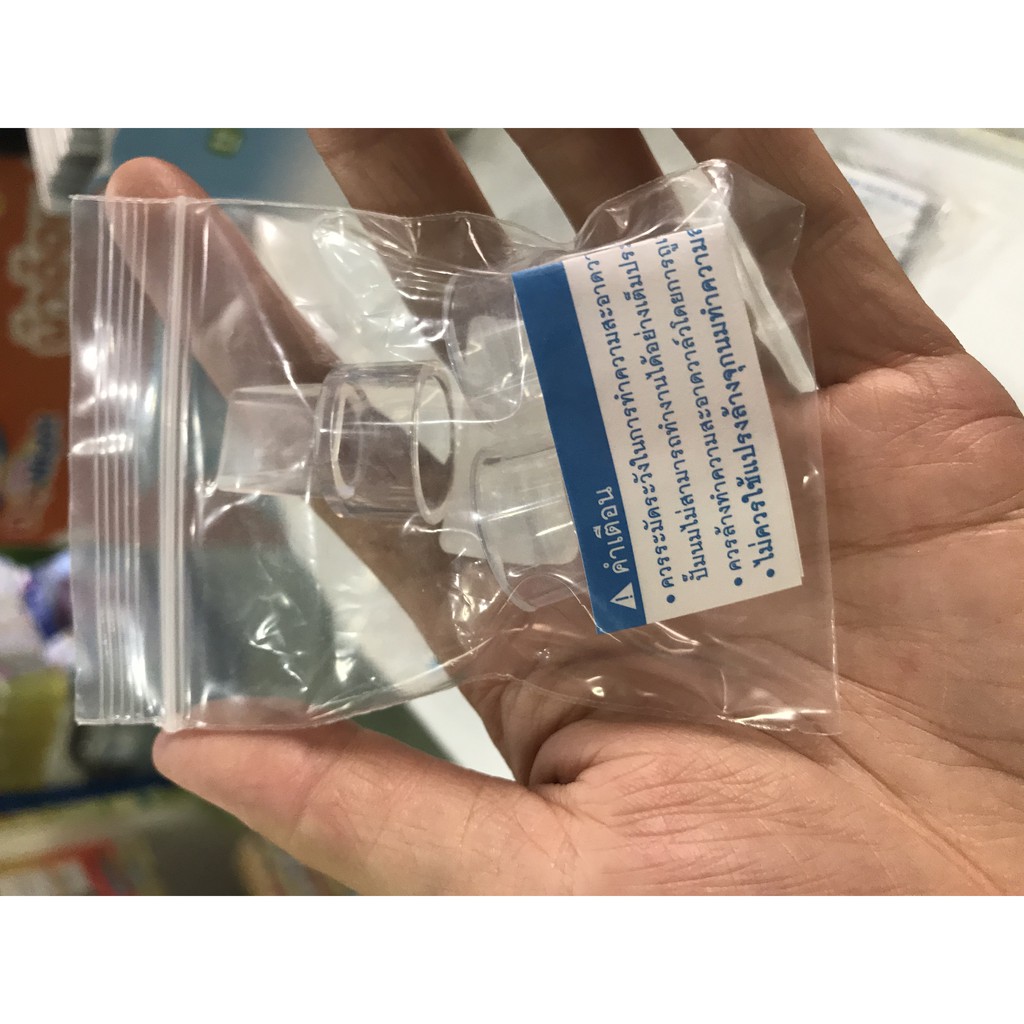 ⚠ คำเตือน
• ควรระมัดระวังในการทำความสะอาดวา
ปั๊มนมไม่สามารถทำงานได้อย่างเต็มประ
• ควรล้างทำความสะอาดวาล์วโดยการถู
• ไม่ควรใช้แปรงล้างจุกนมทำความส